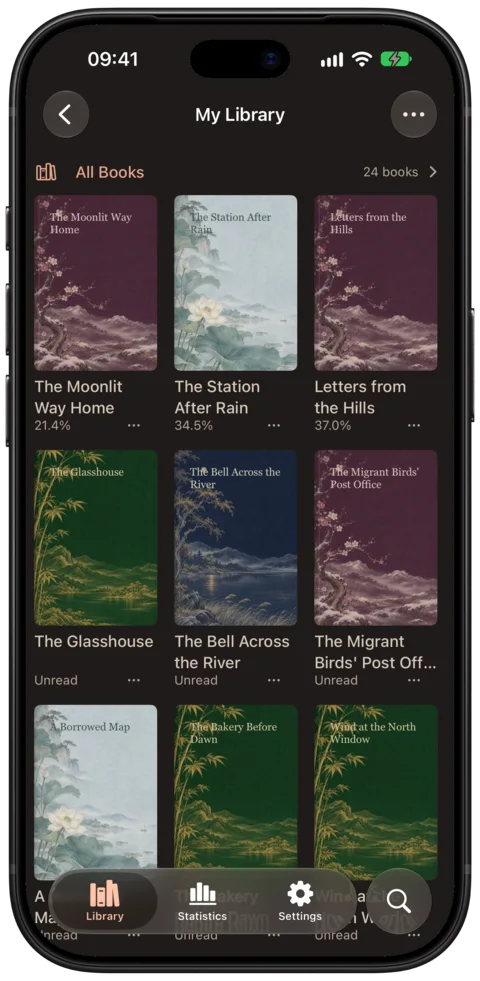 09:41
My Library
All Books
24 books
The Moonlit Way
Home
The Station After
Rain
Letters from the
Hills
The Moonlit
Way Home
The Station
After Rain
Letters from
the Hills
21.4%
34.5%
37.0%
The Glasshouse
The Bell Across the
River
The Migrant Birds'
Post Office
The Glasshouse
The Bell Across
the River
The Migrant
Birds' Post Off...
Unread
Unread
Unread
A Borrowed Map
The Bakery Before
Dawn
Wind at the North
Window
Library
Statistics
Settings
Unread
Unread